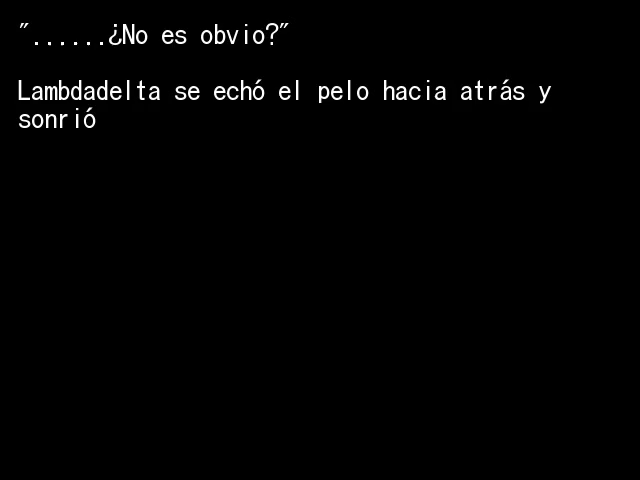 "......¿No es obvio?"
Lambdadelta se echó el pelo hacia atrás y
sonrió